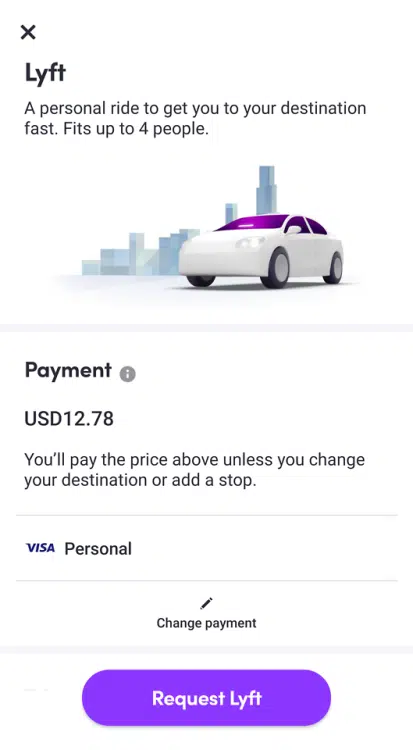 Lyft
A personal ride to get you to your destination
fast. Fits up to 4 people.
Payment
USD12.78
You’ll pay the price above unless you change
your destination or add a stop.
VISA Personal
Change payment
Request Lyft